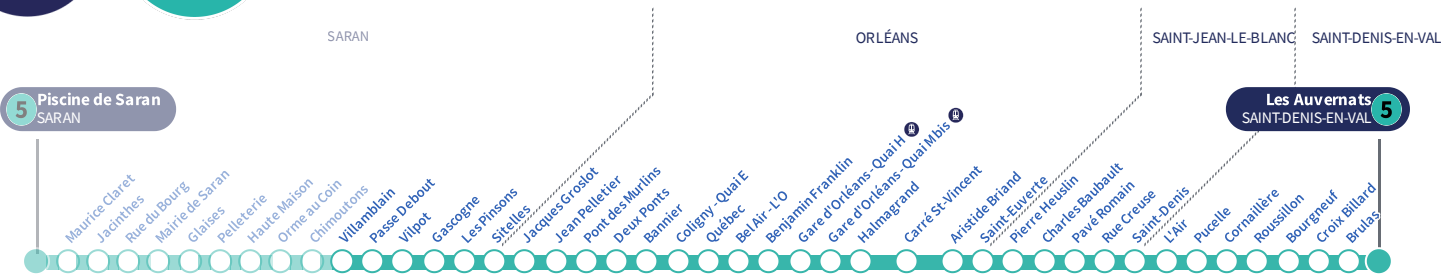 SARAN
ORLÉANS
SAINT-JEAN-LE-BLANC
SAINT-DENIS-EN-VAL
5
Piscine de Saran
SARAN
Les Auvernats
SAINT-DENIS-EN-VAL
5
Maurice Claret
Jacinthes
Rue du Bourg
Mairie de Saran
Glaises
Pelleterie
Haute Maison
Orme au Coin
Chimoutons
Villamblain
Passe Debout
Vilpot
Gascogne
Les Pinsons
Sitelles
Jacques Groslot
Jean Pelletier
Pont des Murlins
Deux Ponts
Bannier
Coligny - Quai E
Québec
Bel Air - L'O
Benjamin Franklin
Gare d'Orléans - Quai H
Gare d'Orléans - Quai M bis
Halmagrand
Carré St-Vincent
Aristide Briand
Saint-Euverte
Pierre Heuslin
Charles Baubault
Pavé Romain
Rue Creuse
Saint-Denis
L'Air
Pucelle
Cornaillère
Roussillon
Bourgneuf
Croix Billard
Brulas